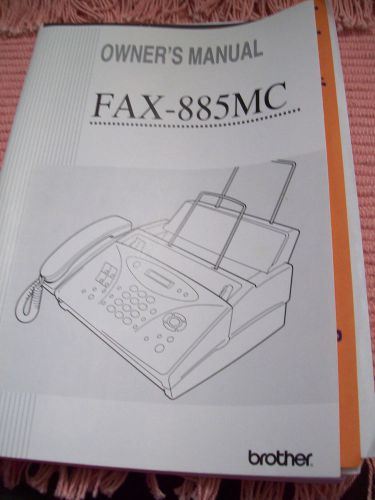 OWNER'S MANUAL
FAX-885MC
brother